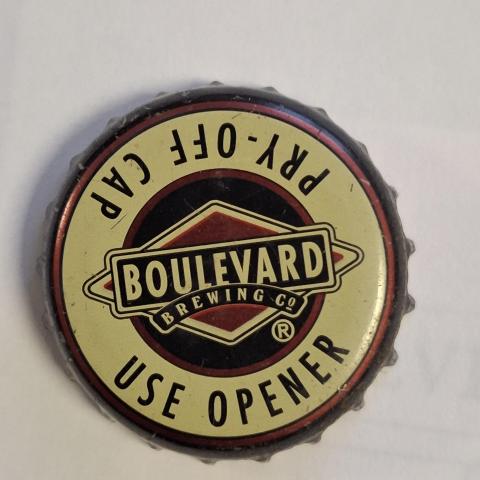 PRY-OFF CAP
BOULEVARD
BREWING Co
®
USE OPENER